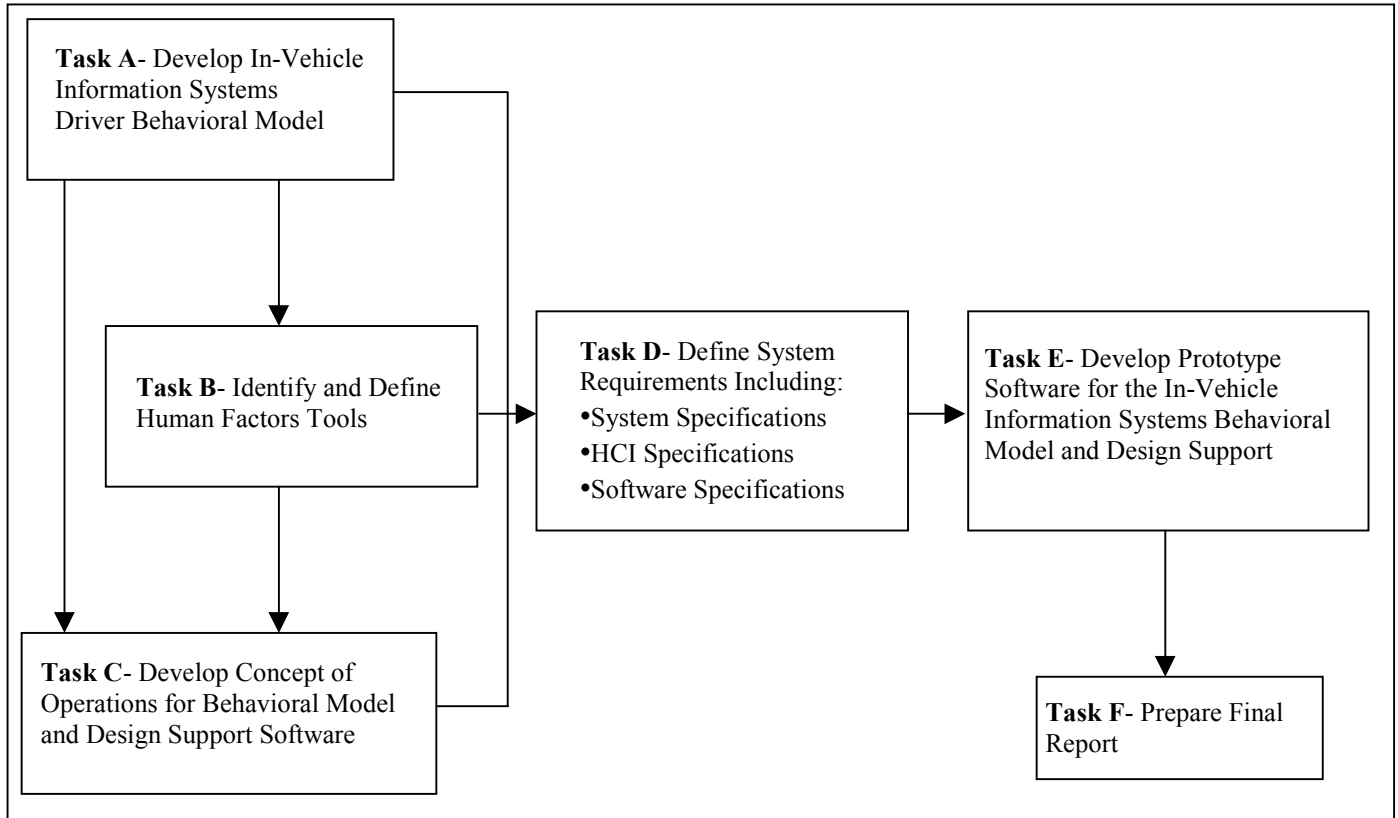 Task A- Develop In-Vehicle
Information Systems
Driver Behavioral Model
Task B- Identify and Define
Human Factors Tools
Task C- Develop Concept of
Operations for Behavioral Model
and Design Support Software
Task D- Define System
Requirements Including:
•System Specifications
•HCI Specifications
•Software Specifications
Task E- Develop Prototype
Software for the In-Vehicle
Information Systems Behavioral
Model and Design Support
Task F- Prepare Final
Report